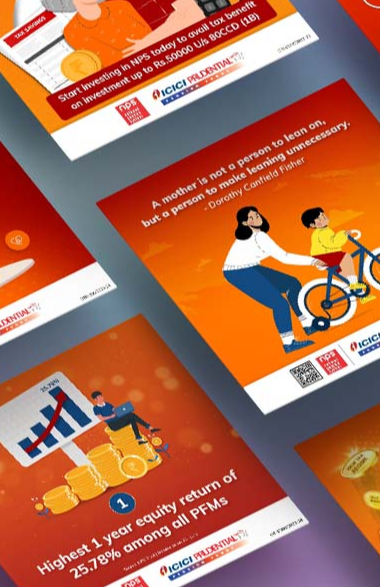 TAX SAVINGS
Start investing in NPS today to avail tax benefit
on investment up to Rs.50000 U/s 80CCD (1B)
nps
ICICI PRUDENTIAL
PENSION FUNDS
A mother is not a person to lean on,
but a person to make leaning unnecessary.
- Dorothy Canfield Fisher
nps
ICICI
PRUDENTIAL
25.78%
1
Highest 1 year equity return of
25.78% among all PFMs
nps
ICICI PRUDENTIAL
PENSION FUNDS